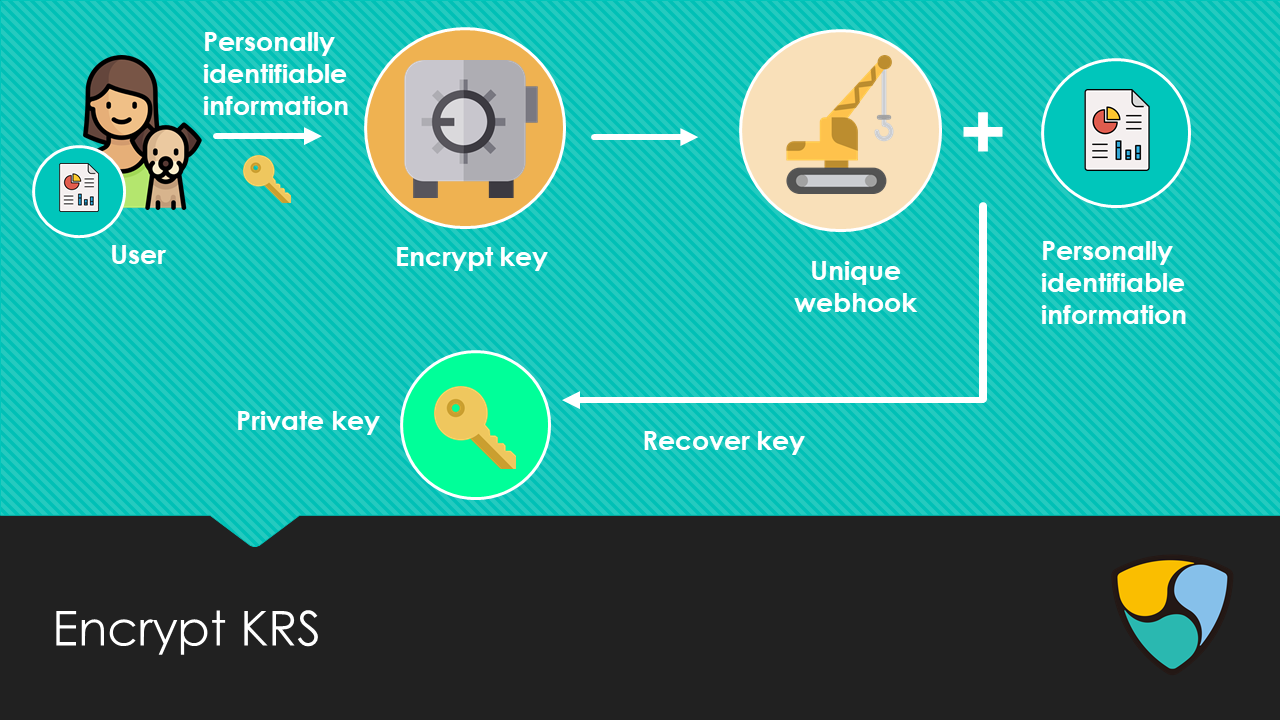 Personally
identifiable
information
User
Encrypt key
Unique
webhook
Personally
identifiable
information
Private key
Recover key
Encrypt KRS